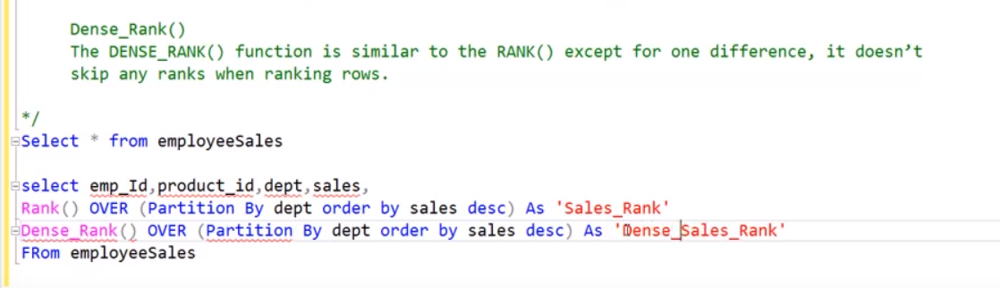 Dense_Rank()
The DENSE_RANK() function is similar to the RANK() except for one difference, it doesn’t
skip any ranks when ranking rows.
*/
Select * from employeeSales
select emp_Id,product_id,dept,sales,
Rank() OVER (Partition By dept order by sales desc) As 'Sales_Rank'
Dense_Rank() OVER (Partition By dept order by sales desc) As 'Dense_Sales_Rank'
FRom employeeSales